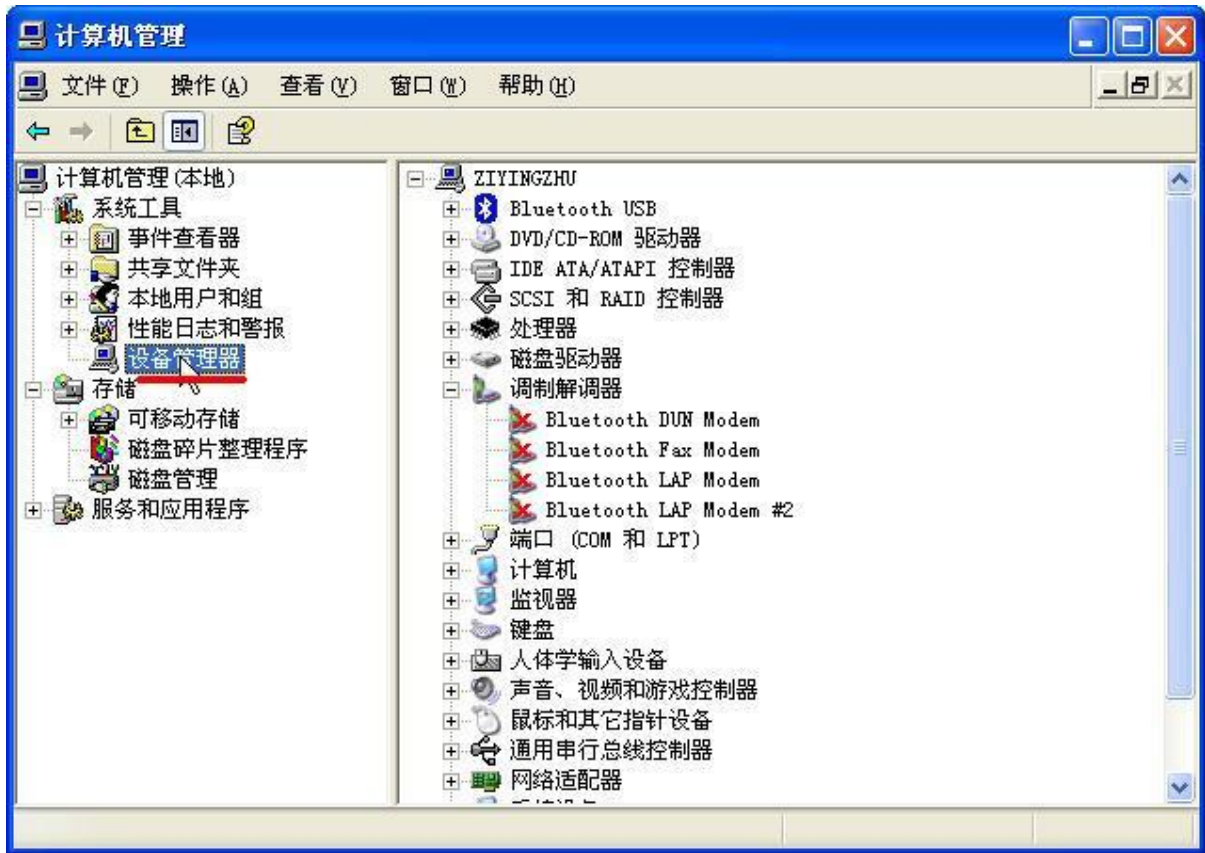 计算机管理
文件(F) 操作(A) 查看(V) 窗口(W) 帮助(H)
计算机管理(本地)
系统工具
事件查看器
共享文件夹
本地用户和组
性能日志和警报
设备管理器
存储
可移动存储
磁盘碎片整理程序
磁盘管理
服务和应用程序
ZIYINGZHU
Bluetooth USB
DVD/CD-ROM 驱动器
IDE ATA/ATAPI 控制器
SCSI 和 RAID 控制器
处理器
磁盘驱动器
调制解调器
Bluetooth DUN Modem
Bluetooth Fax Modem
Bluetooth LAP Modem
Bluetooth LAP Modem #2
端口 (COM 和 LPT)
计算机
监视器
键盘
人体学输入设备
声音、视频和游戏控制器
鼠标和其它指针设备
通用串行总线控制器
网络适配器